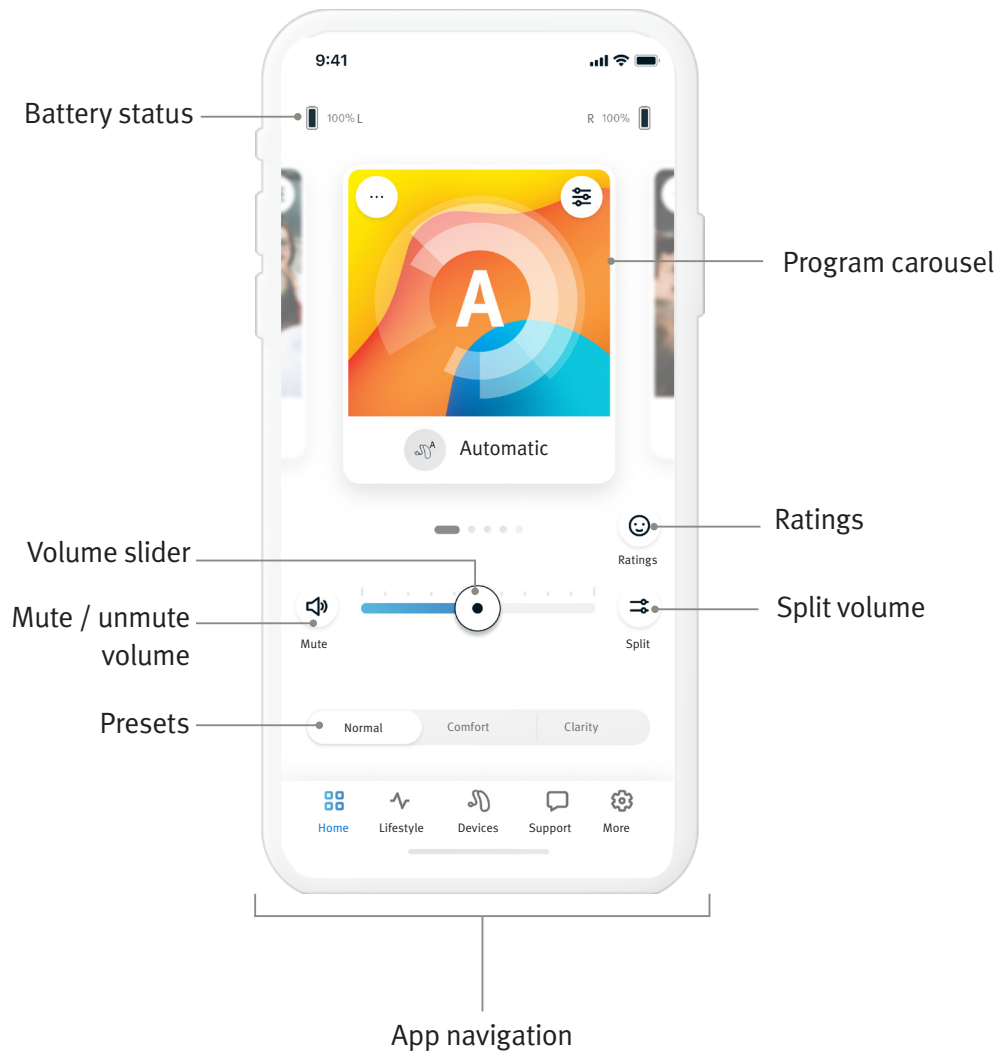 9:41
Battery status
100% L
R 100%
...
A
Program carousel
A
Automatic
Ratings
Ratings
Volume slider
Split volume
Mute / unmute
volume
Mute
Split
Presets
Normal
Comfort
Clarity
Home
Lifestyle
Devices
Support
More
App navigation